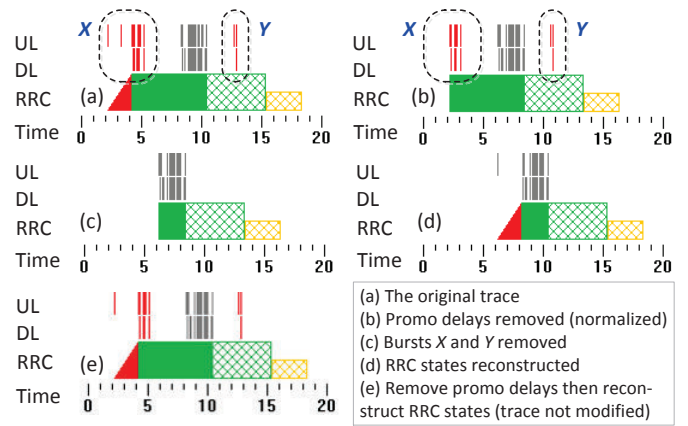 X Y
UL
DL
RRC (a)
Time
0 5 10 15 20
X Y
UL
DL
RRC (b)
Time
0 5 10 15 20
UL
DL
RRC (c)
Time
0 5 10 15 20
UL
DL
RRC (d)
Time
0 5 10 15 20
UL
DL
RRC (e)
Time
0 5 10 15 20
(a) The original trace
(b) Promo delays removed (normalized)
(c) Bursts X and Y removed
(d) RRC states reconstructed
(e) Remove promo delays then recon-
struct RRC states (trace not modified)